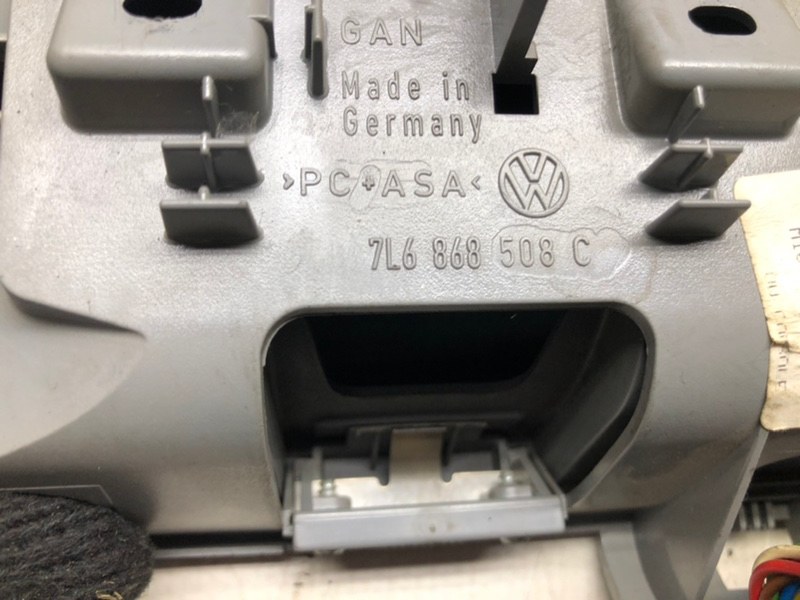 GAN
Made in
Germany
>PC+ASA<
7L6 868 508 C